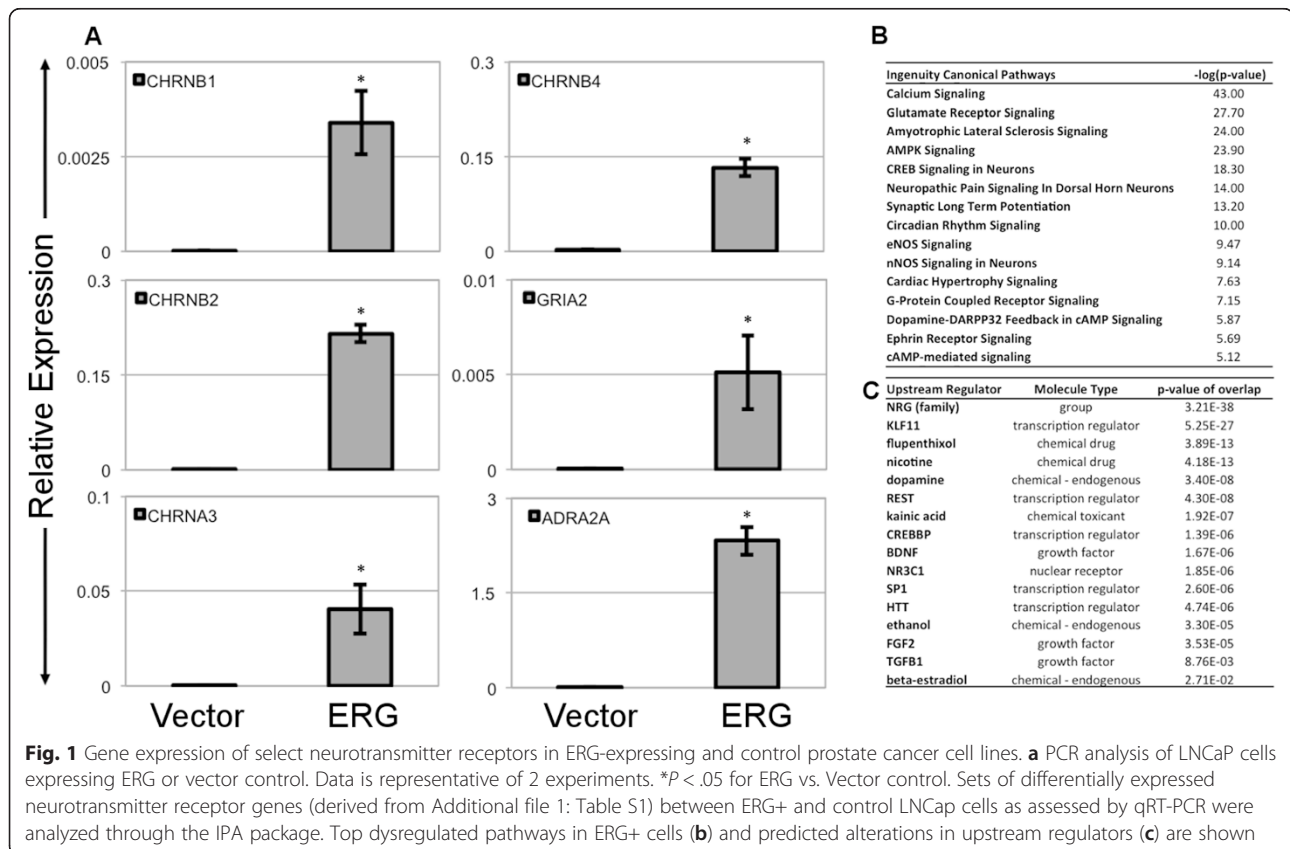 A
Relative Expression
0.005
0.0025
0
CHRNB1
*
0.3
0.15
0
CHRNB4
*
0.3
0.15
0
CHRNB2
*
0.01
0.005
0
GRIA2
*
0.1
0.05
0
CHRNA3
*
3
1.5
0
ADRA2A
*
Vector ERG
Vector ERG
B
Ingenuity Canonical Pathways -log(p-value)
Calcium Signaling 43.00
Glutamate Receptor Signaling 27.70
Amyotrophic Lateral Sclerosis Signaling 24.00
AMPK Signaling 23.90
CREB Signaling in Neurons 18.30
Neuropathic Pain Signaling In Dorsal Horn Neurons 14.00
Synaptic Long Term Potentiation 13.20
Circadian Rhythm Signaling 10.00
eNOS Signaling 9.47
nNOS Signaling in Neurons 9.14
Cardiac Hypertrophy Signaling 7.63
G-Protein Coupled Receptor Signaling 7.15
Dopamine-DARPP32 Feedback in cAMP Signaling 5.87
Ephrin Receptor Signaling 5.69
cAMP-mediated signaling 5.12
C
Upstream Regulator Molecule Type p-value of overlap
NRG (family) group 3.21E-38
KLF11 transcription regulator 5.25E-27
flupenthixol chemical drug 3.89E-13
nicotine chemical drug 4.18E-13
dopamine chemical - endogenous 3.40E-08
REST transcription regulator 4.30E-08
kainic acid chemical toxicant 1.92E-07
CREBBP transcription regulator 1.39E-06
BDNF growth factor 1.67E-06
NR3C1 nuclear receptor 1.85E-06
SP1 transcription regulator 2.60E-06
HTT transcription regulator 4.74E-06
ethanol chemical - endogenous 3.30E-05
FGF2 growth factor 3.53E-05
TGFB1 growth factor 8.76E-03
beta-estradiol chemical - endogenous 2.71E-02
Fig. 1 Gene expression of select neurotransmitter receptors in ERG-expressing and control prostate cancer cell lines. a PCR analysis of LNCaP cells
expressing ERG or vector control. Data is representative of 2 experiments. *P < .05 for ERG vs. Vector control. Sets of differentially expressed
neurotransmitter receptor genes (derived from Additional file 1: Table S1) between ERG+ and control LNCap cells as assessed by qRT-PCR were
analyzed through the IPA package. Top dysregulated pathways in ERG+ cells (b) and predicted alterations in upstream regulators (c) are shown